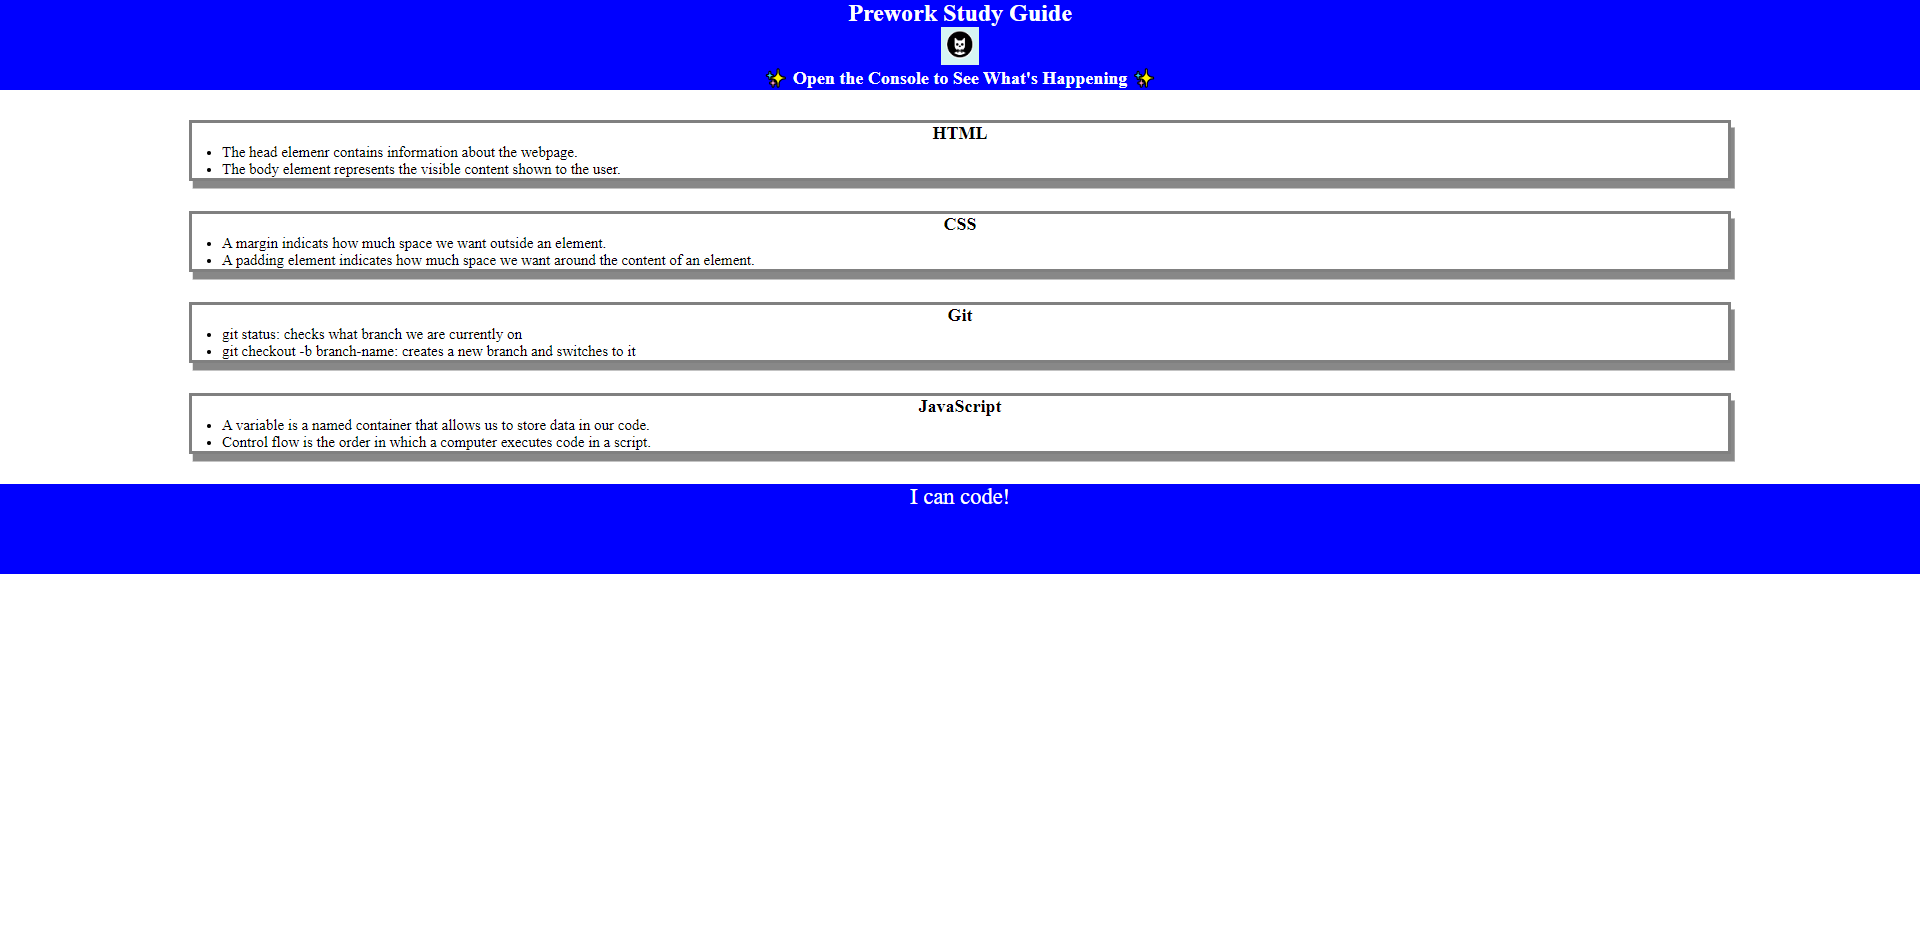 Prework Study Guide
✨ Open the Console to See What's Happening ✨
HTML
• The head elemenr contains information about the webpage.
• The body element represents the visible content shown to the user.
CSS
• A margin indicats how much space we want outside an element.
• A padding element indicates how much space we want around the content of an element.
Git
• git status: checks what branch we are currently on
• git checkout -b branch-name: creates a new branch and switches to it
JavaScript
• A variable is a named container that allows us to store data in our code.
• Control flow is the order in which a computer executes code in a script.
I can code!